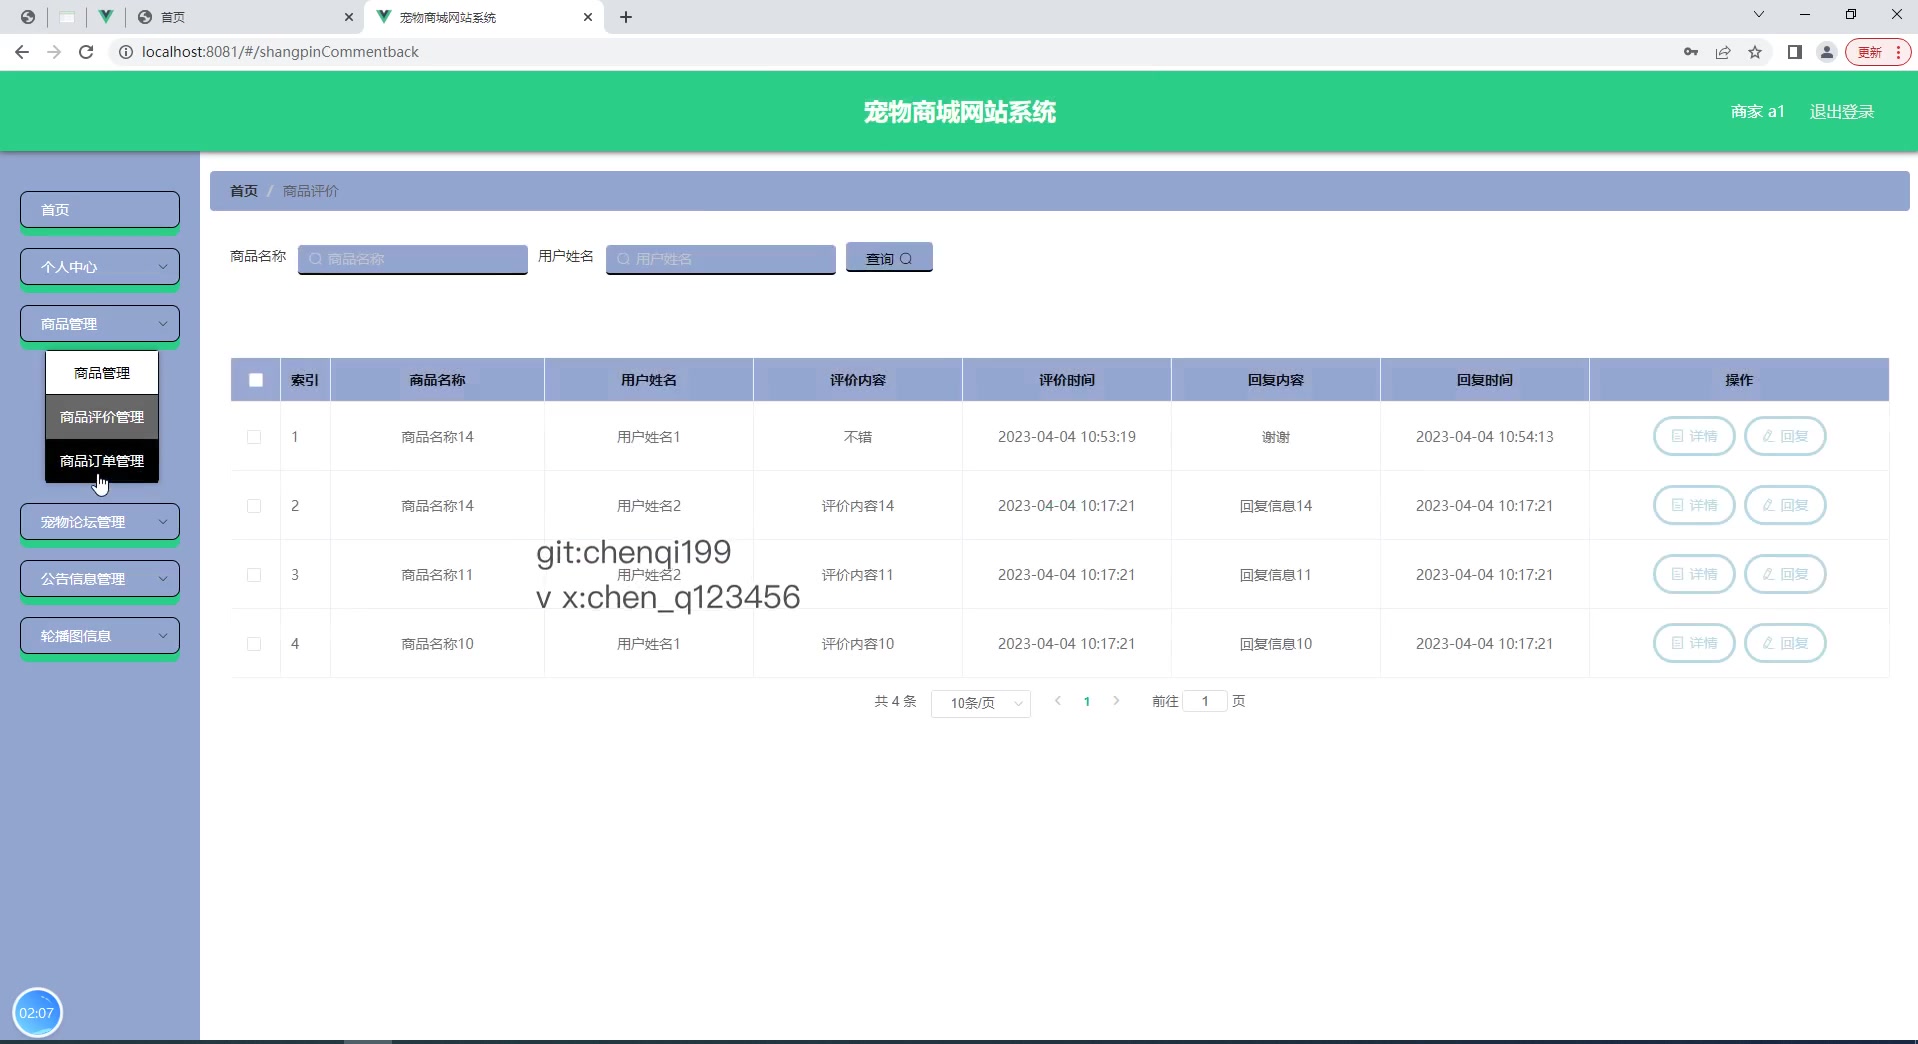 首页
宠物商城网站系统
localhost:8081/#/shangpinCommentback
更新
宠物商城网站系统
商家 a1
退出登录
首页
个人中心
商品管理
商品管理
商品评价管理
商品订单管理
宠物论坛管理
公告信息管理
轮播图信息
首页 / 商品评价
商品名称 商品名称 用户姓名 用户姓名 查询
索引 商品名称 用户姓名 评价内容 评价时间 回复内容 回复时间 操作
1 商品名称14 用户姓名1 不错 2023-04-04 10:53:19 谢谢 2023-04-04 10:54:13 详情 回复
2 商品名称14 用户姓名2 评价内容14 2023-04-04 10:17:21 回复信息14 2023-04-04 10:17:21 详情 回复
git:chenqi199
3 商品名称11 用户姓名2 评价内容11 2023-04-04 10:17:21 回复信息11 2023-04-04 10:17:21 详情 回复
v x:chen_q123456
4 商品名称10 用户姓名1 评价内容10 2023-04-04 10:17:21 回复信息10 2023-04-04 10:17:21 详情 回复
共 4 条 10条/页 1 前往 1 页
02:07